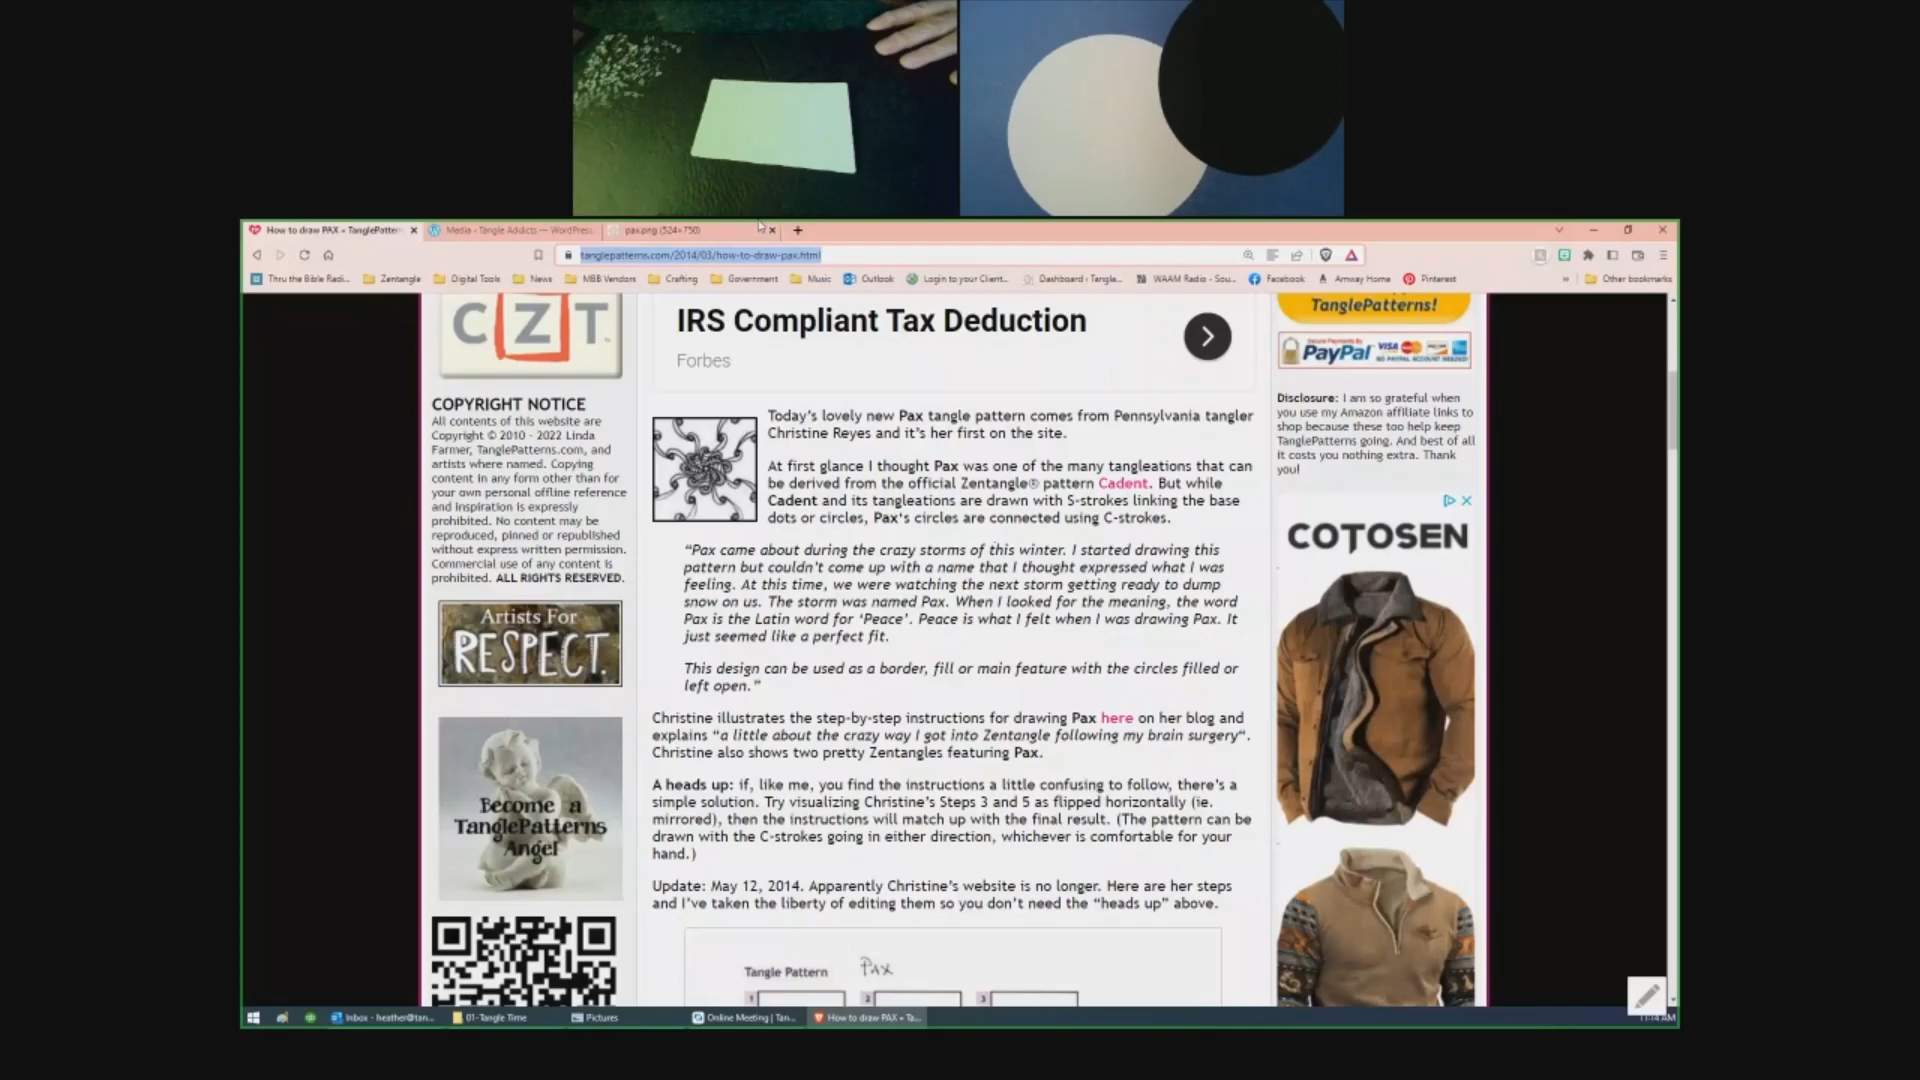 How to draw PAX « TanglePattern
Media - Tangle Addicts — WordPress
pax.png (524×750)
tanglepatterns.com/2014/03/how-to-draw-pax.html
Thru the Bible Radi...
Zentangle
Digital Tools
News
MBB Vendors
Crafting
Government
Music
Outlook
Login to your Client...
Dashboard ‹ Tangle...
WAAM Radio - Sou...
Facebook
Amway Home
Pinterest
Other bookmarks
CZT
COPYRIGHT NOTICE
All contents of this website are
Copyright © 2010 - 2022 Linda
Farmer, TanglePatterns.com, and
artists where named. Copying
content in any form other than for
your own personal offline reference
and inspiration is expressly
prohibited. No content may be
reproduced, pinned or republished
without express written permission.
Commercial use of any content is
prohibited. ALL RIGHTS RESERVED.
Artists For
RESPECT.
Become a
TanglePatterns
Angel
IRS Compliant Tax Deduction
Forbes
Today's lovely new Pax tangle pattern comes from Pennsylvania tangler
Christine Reyes and it's her first on the site.
At first glance I thought Pax was one of the many tangleations that can
be derived from the official Zentangle® pattern Cadent. But while
Cadent and its tangleations are drawn with S-strokes linking the base
dots or circles, Pax's circles are connected using C-strokes.
"Pax came about during the crazy storms of this winter. I started drawing this
pattern but couldn't come up with a name that I thought expressed what I was
feeling. At this time, we were watching the next storm getting ready to dump
snow on us. The storm was named Pax. When I looked for the meaning, the word
Pax is the Latin word for 'Peace'. Peace is what I felt when I was drawing Pax. It
just seemed like a perfect fit.
This design can be used as a border, fill or main feature with the circles filled or
left open."
Christine illustrates the step-by-step instructions for drawing Pax here on her blog and
explains "a little about the crazy way I got into Zentangle following my brain surgery".
Christine also shows two pretty Zentangles featuring Pax.
A heads up: if, like me, you find the instructions a little confusing to follow, there's a
simple solution. Try visualizing Christine's Steps 3 and 5 as flipped horizontally (ie.
mirrored), then the instructions will match up with the final result. (The pattern can be
drawn with the C-strokes going in either direction, whichever is comfortable for your
hand.)
Update: May 12, 2014. Apparently Christine's website is no longer. Here are her steps
and I've taken the liberty of editing them so you don't need the "heads up" above.
Tangle Pattern PAX
1 2 3
TanglePatterns!
Secure Payments By
PayPal VISA
NO PAYPAL ACCOUNT NEEDED!
Disclosure: I am so grateful when
you use my Amazon affiliate links to
shop because these too help keep
TanglePatterns going. And best of all
it costs you nothing extra. Thank
you!
COTOSEN
Inbox - heather@tan...
01-Tangle Time
Pictures
Online Meeting | Tan...
How to draw PAX « Ta...
11:14 AM